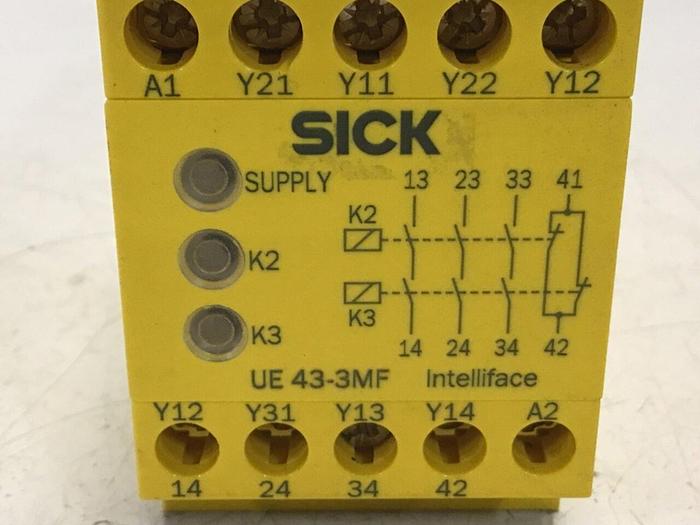 A1 Y21 Y11 Y22 Y12
SICK
SUPPLY
K2
K3
13 23 33 41
K2
K3
14 24 34 42
UE 43-3MF Intelliface
Y12 Y31 Y13 Y14 A2
14 24 34 42